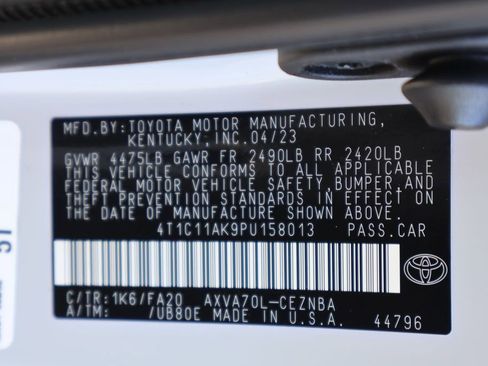 MFD.BY:TOYOTA MOTOR MANUFACTURING,
KENTUCKY, INC.04/23
GVWR 4475LB GAWR FR 2490LB RR 2420LB
THIS VEHICLE CONFORMS TO ALL APPLICABLE
FEDERAL MOTOR VEHICLE SAFETY,BUMPER,AND
THEFT PREVENTION STANDARDS IN EFFECT ON
THE DATE OF MANUFACTURE SHOWN ABOVE.
4T1C11AK9PU158013 PASS.CAR
C/TR:1K6/FA20 AXVA70L-CEZNBA
A/TM: /UB80E MADE IN U.S.A. 44796
51